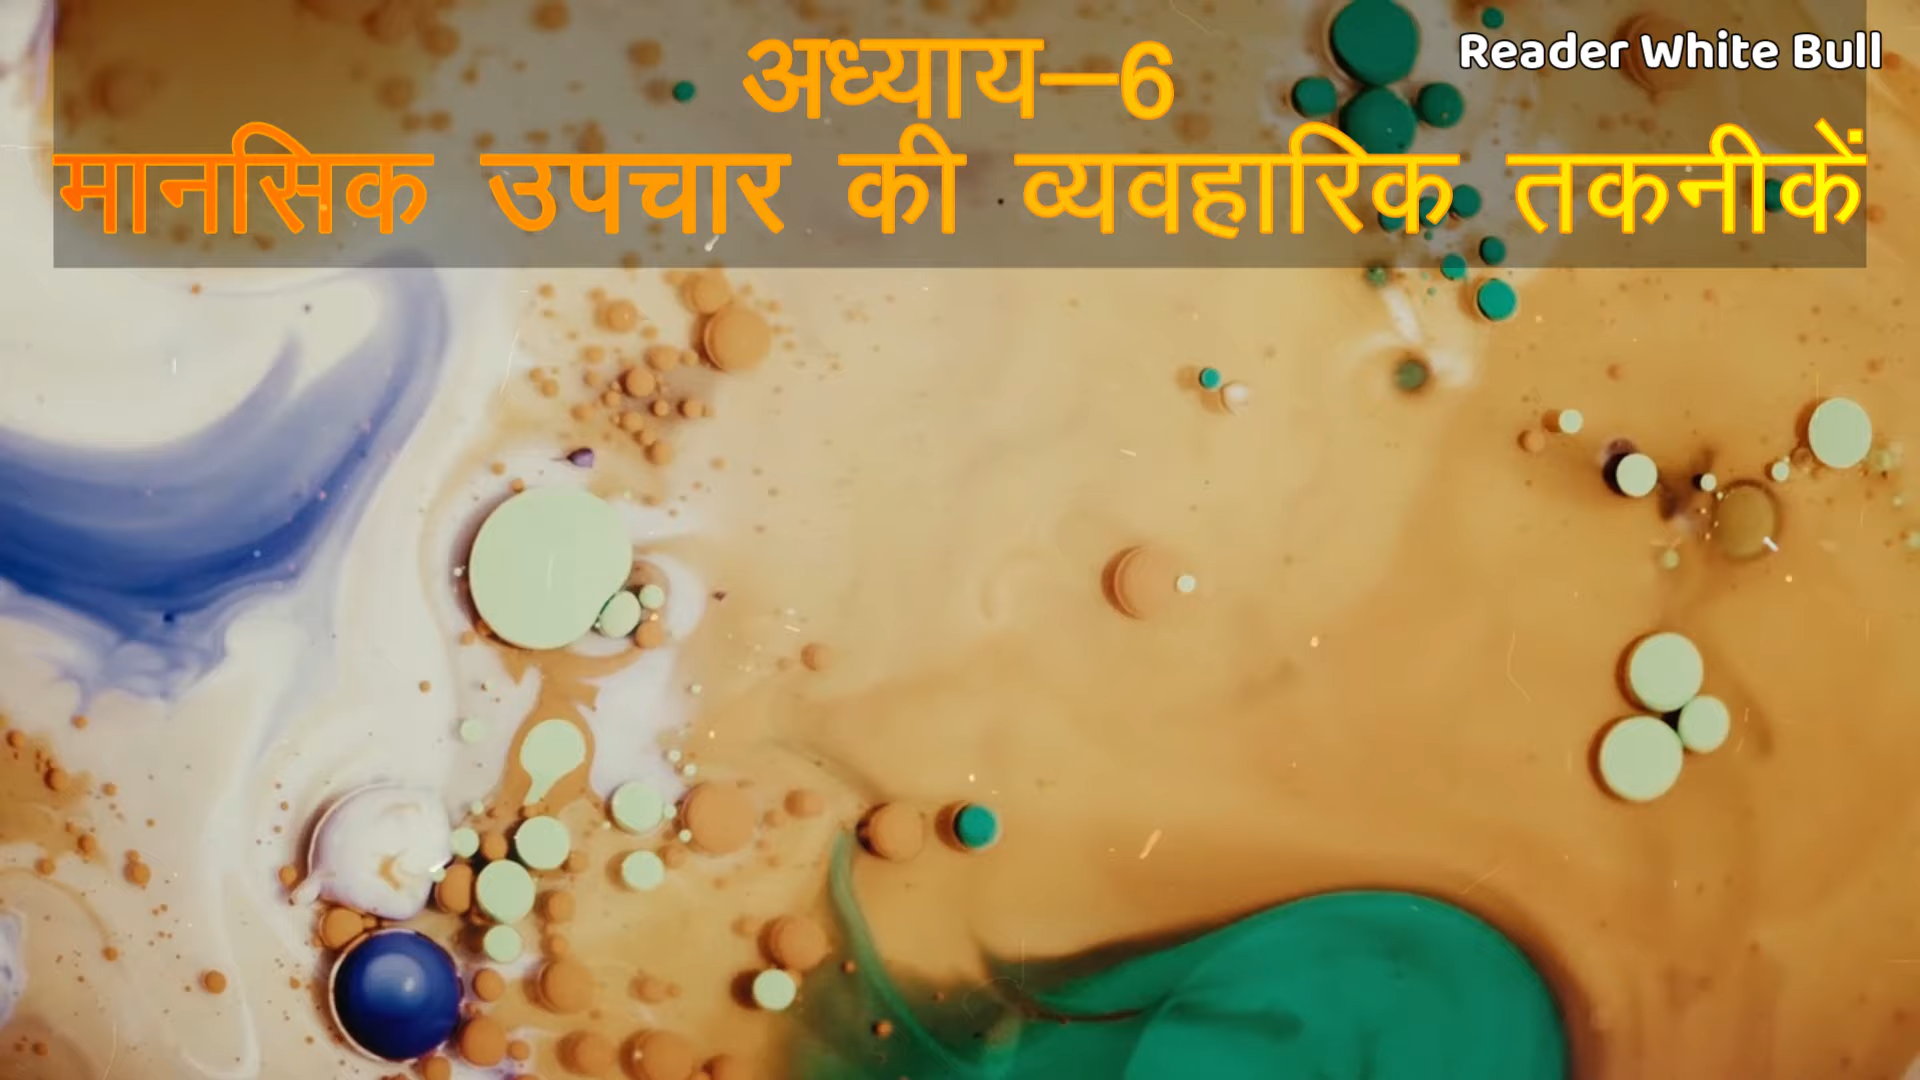 Reader White Bull
अध्याय–6
मानसिक उपचार की व्यवहारिक तकनीकें